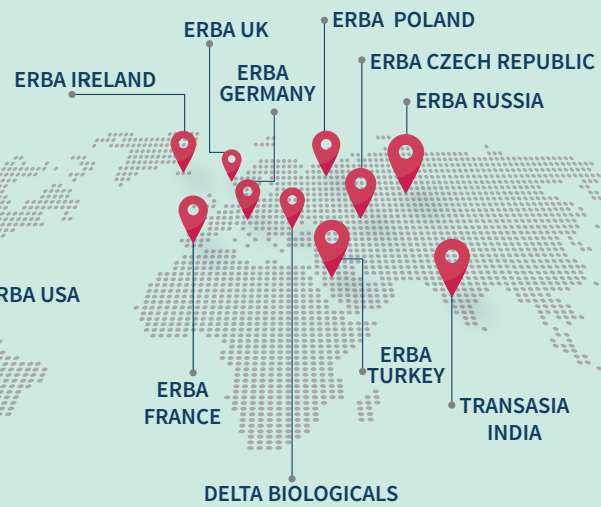 ERBA POLAND
ERBA UK
ERBA CZECH REPUBLIC
ERBA IRELAND
ERBA
GERMANY
ERBA RUSSIA
RBA USA
ERBA
TURKEY
ERBA
FRANCE
TRANSASIA
INDIA
DELTA BIOLOGICALS